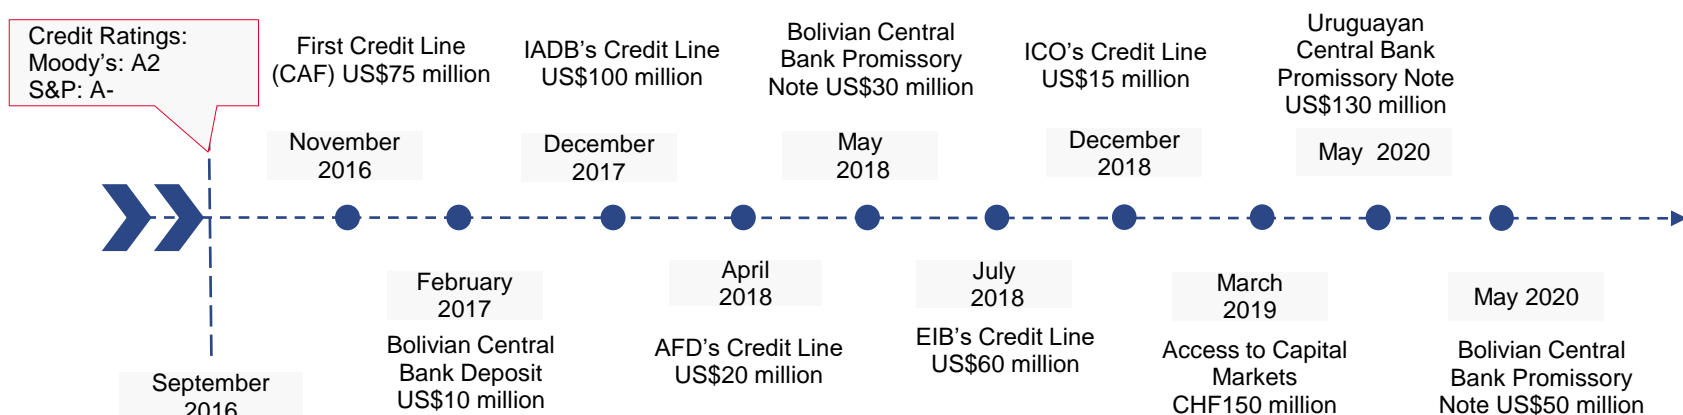 Credit Ratings:
Moody's: A2
S&P: A-
First Credit Line
(CAF) US$75 million
IADB's Credit Line
US$100 million
Bolivian Central
Bank Promissory
Note US$30 million
ICO's Credit Line
US$15 million
Uruguayan
Central Bank
Promissory Note
US$130 million
November
2016
December
2017
May
2018
December
2018
May  2020
February
2017
April
2018
July
2018
March
2019
May 2020
September
2016
Bolivian Central
Bank Deposit
US$10 million
AFD's Credit Line
US$20 million
EIB's Credit Line
US$60 million
Access to Capital
Markets
CHF150 million
Bolivian Central
Bank Promissory
Note US$50 million